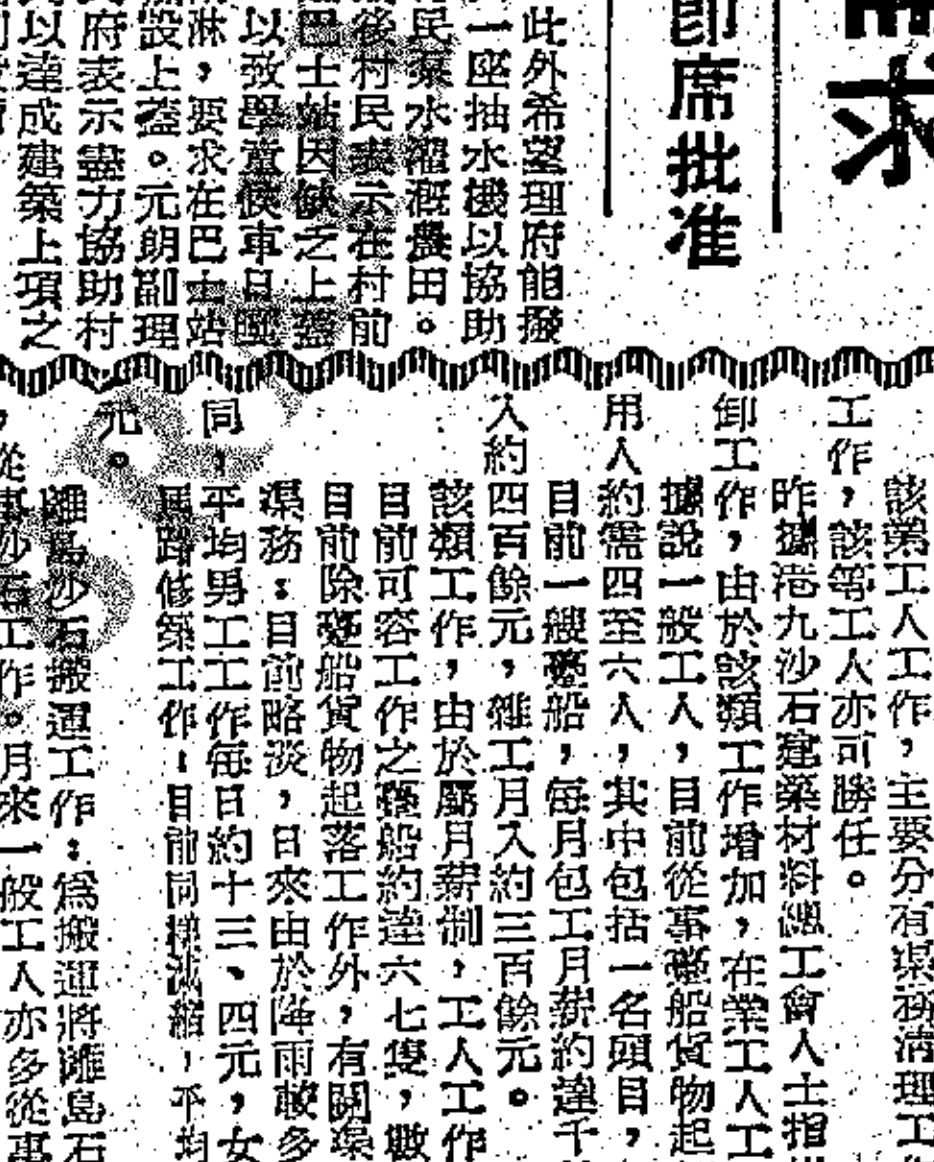 求
即席批准
此外希望理府能撥
一座抽水機以協助
民泵水灌溉農田。
後村民表示在村前
巴士站因缺乏上蓋
以致學童候車日曬
淋，要求在巴士站
設上蓋。元朗副理
府表示盡力協助村
以達成建築上項之
該業工人工作，主要分有渠務清理工
工作，該等工人亦可勝任。
昨據港九沙石建築材料總工會人士指
卸工作，由於該類工作增加，在業工人工
據說一般工人，目前從事躉船貨物起
用人約需四至六人，其中包括一名頭目，
目前一艘躉船，每月包工月薪約達千
入約四百餘元，雜工月入約三百餘元。
該類工作，由於屬月薪制，工人工作
目前可容工作之躉船約達六七隻，數
目前除躉船貨物起落工作外，有關渠
渠務：目前略淡，日來由於降雨較多
同，平均男工工作每日約十三、四元，女
馬路修築工作：目前同樣減縮，平均
元。
離島沙石搬運工作：為搬運將離島石
，從事沙石工作。月來一般工人亦多從事